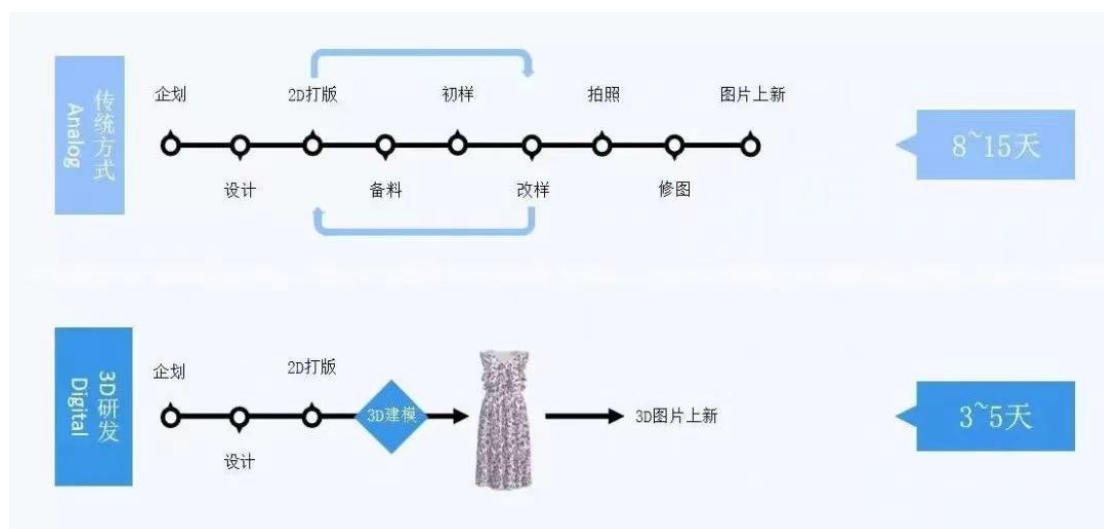 传统方式
Analog
企划
2D打版
初样
拍照
图片上新
设计
备料
改样
修图
8~15天
3D研发
Digital
企划
2D打版
设计
3D建模
3D图片上新
3~5天